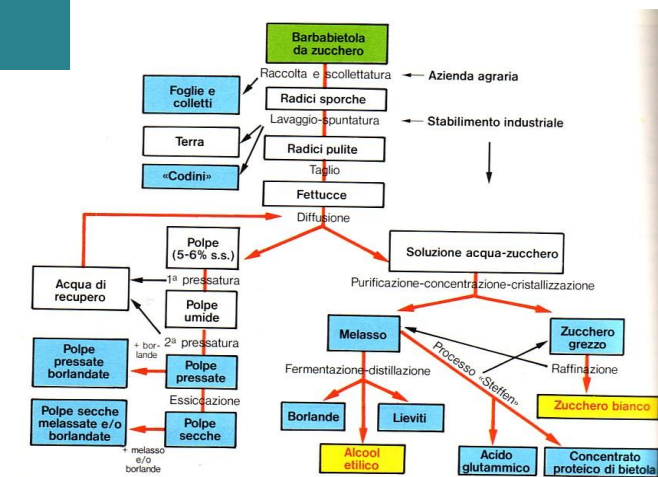 Barbabietola
da zucchero
Raccolta e scollettatura
Azienda agraria
Foglie e
colletti
Radici sporche
Lavaggio-spuntatura
Stabilimento industriale
Terra
Radici pulite
«Codini»
Taglio
Fettucce
Diffusione
Polpe
(5-6% s.s.)
Soluzione acqua-zucchero
Acqua di
recupero
1ª pressatura
Purificazione-concentrazione-cristallizzazione
Polpe
umide
Melasso
Zucchero
grezzo
Polpe
pressate
borlandate
+ bor-
lande
2ª pressatura
Polpe
pressate
Fermentazione-distillazione
Processo «Steffen»
Raffinazione
Essiccazione
Polpe secche
melassate e/o
borlandate
Polpe
secche
Borlande
Lieviti
Zucchero bianco
+ melasso
e/o
borlande
Alcool
etilico
Acido
glutammico
Concentrato
proteico di bietola